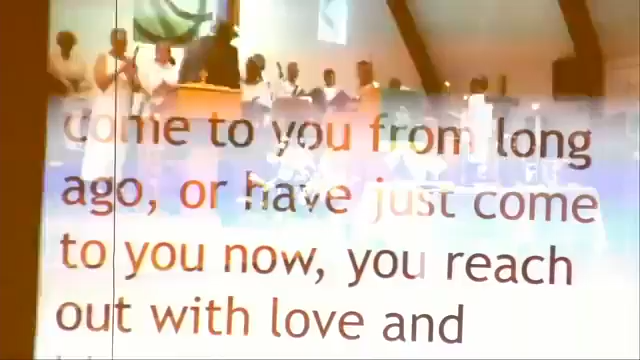 come to you from long
ago, or have just come
to you now, you reach
out with love and